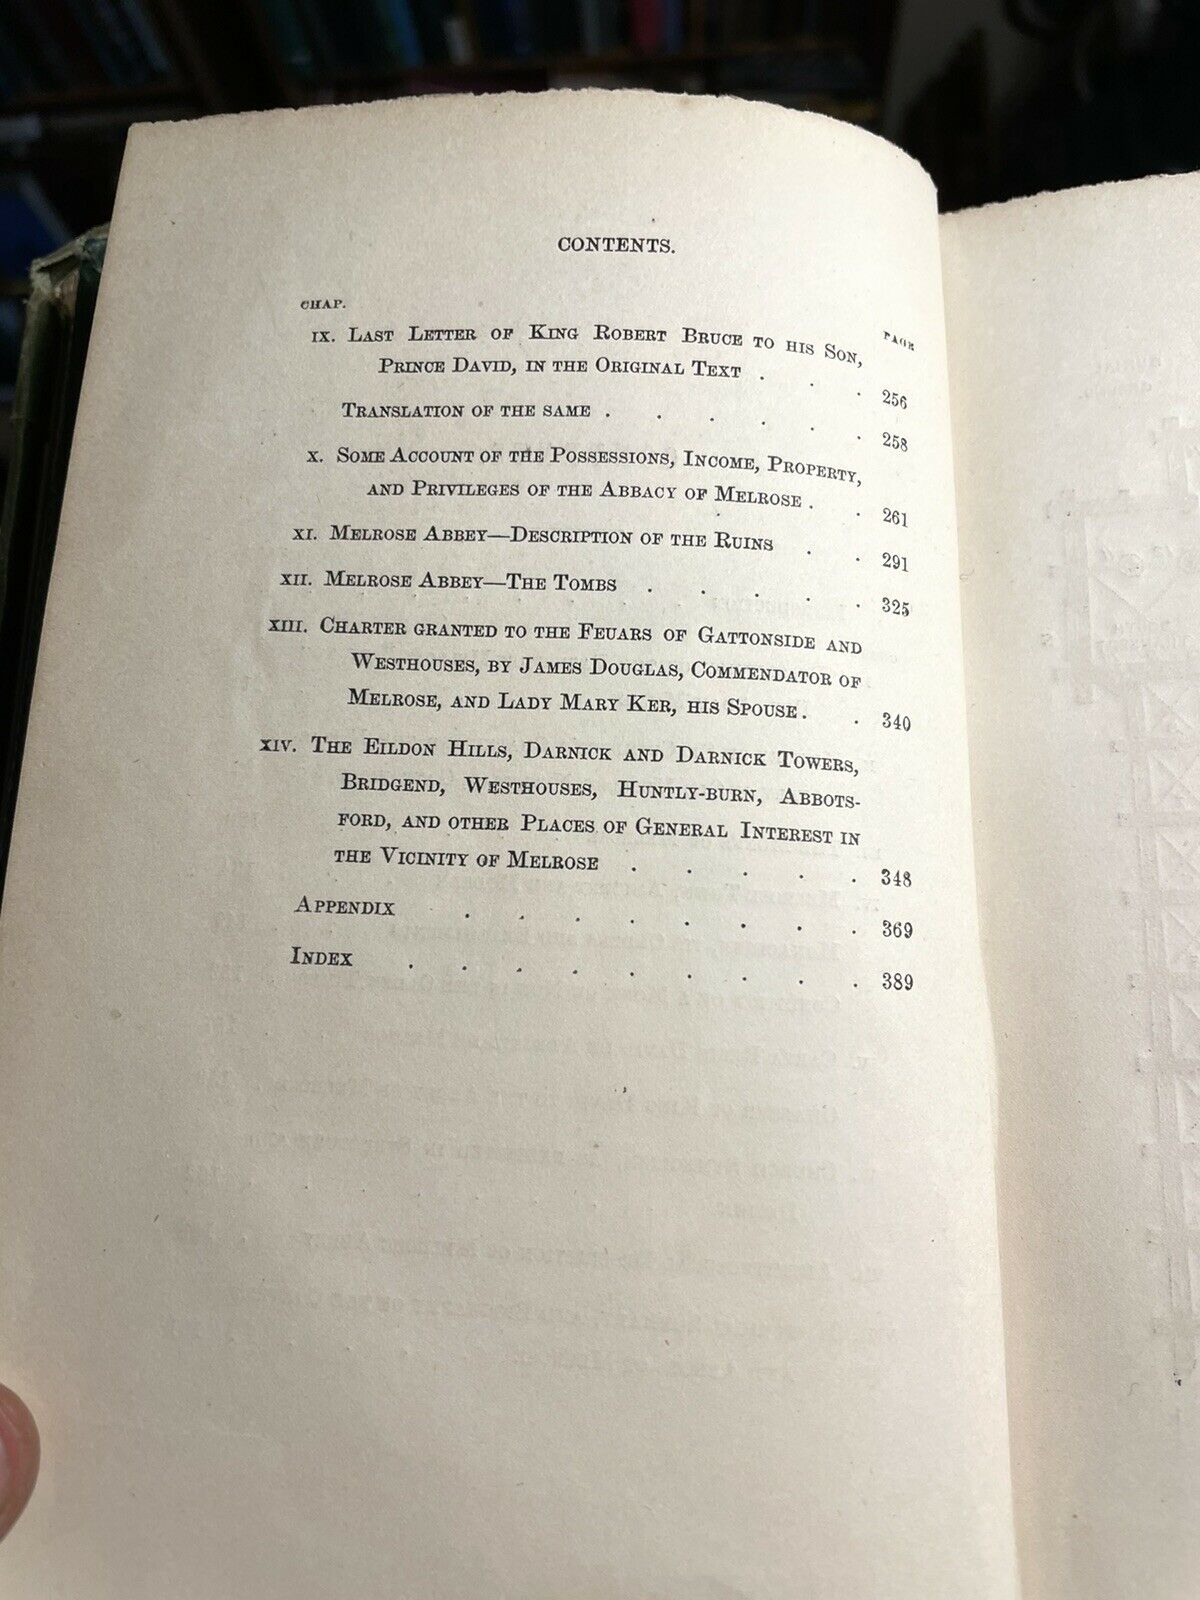 CONTENTS.
CHAP.
PAGE
IX. LAST LETTER OF KING ROBERT BRUCE TO HIS SON,
PRINCE DAVID, IN THE ORIGINAL TEXT . . . 256
TRANSLATION OF THE SAME . . . . . . 258
X. SOME ACCOUNT OF THE POSSESSIONS, INCOME, PROPERTY,
AND PRIVILEGES OF THE ABBACY OF MELROSE . . 261
XI. MELROSE ABBEY—DESCRIPTION OF THE RUINS . . 291
XII. MELROSE ABBEY—THE TOMBS . . . . . 325
XIII. CHARTER GRANTED TO THE FEUARS OF GATTONSIDE AND
WESTHOUSES, BY JAMES DOUGLAS, COMMENDATOR OF
MELROSE, AND LADY MARY KER, HIS SPOUSE . . 340
XIV. THE EILDON HILLS, DARNICK AND DARNICK TOWERS,
BRIDGEND, WESTHOUSES, HUNTLY-BURN, ABBOTS-
FORD, AND OTHER PLACES OF GENERAL INTEREST IN
THE VICINITY OF MELROSE . . . . . 348
APPENDIX . . . . . . . . 369
INDEX . . . . . . . . . 389